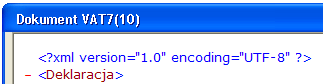 Dokument VAT7(10)
<?xml version="1.0" encoding="UTF-8" ?>
- <Deklaracja>